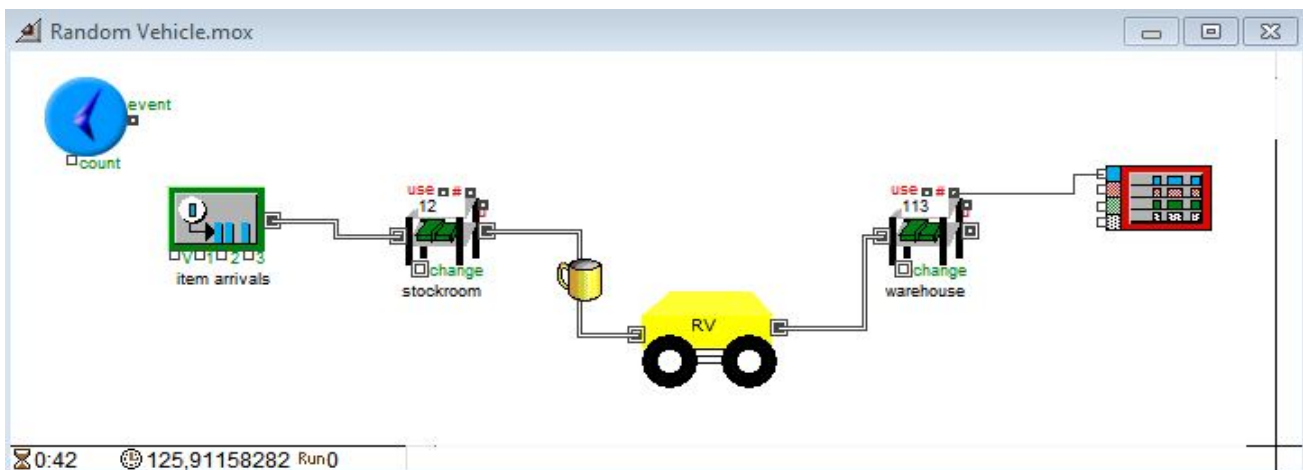 Random Vehicle.mox
event
count
use #
12
change
stockroom
V 1 2 3
item arrivals
RV
use #
113
change
warehouse
0:42 125,91158282 Run0